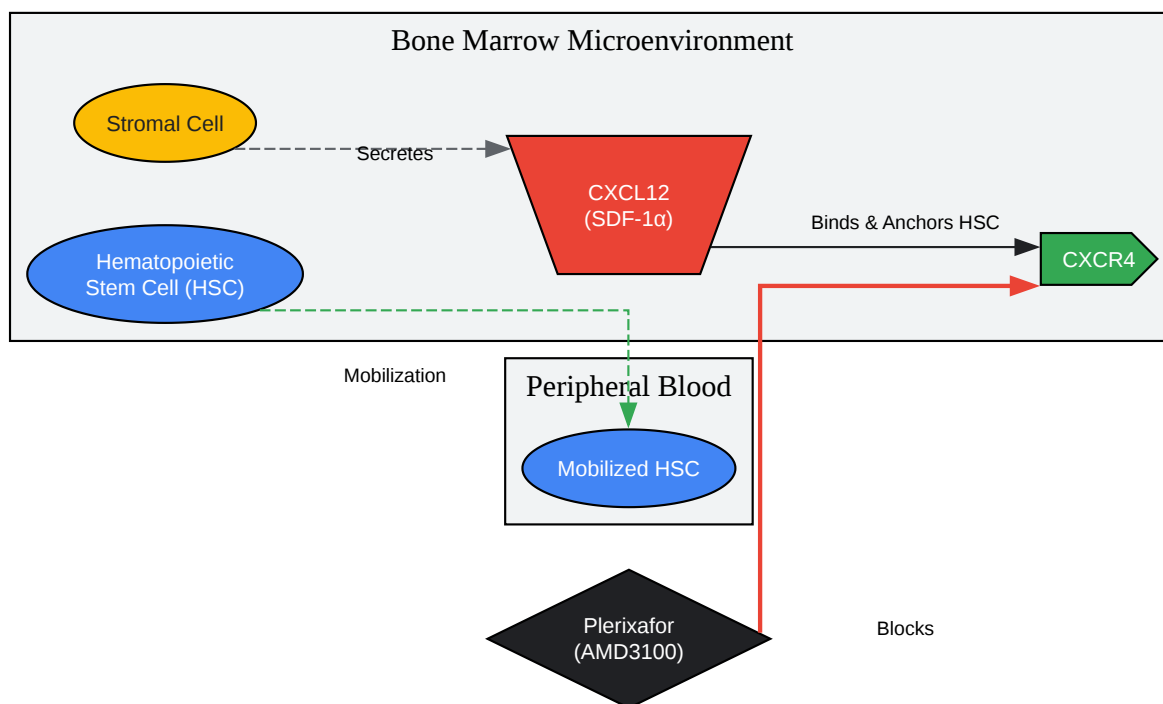 Bone Marrow Microenvironment
Stromal Cell
Secretes
CXCL12
(SDF-1α)
Binds & Anchors HSC
CXCR4
Hematopoietic
Stem Cell (HSC)
Mobilization
Peripheral Blood
Mobilized HSC
Plerixafor
(AMD3100)
Blocks